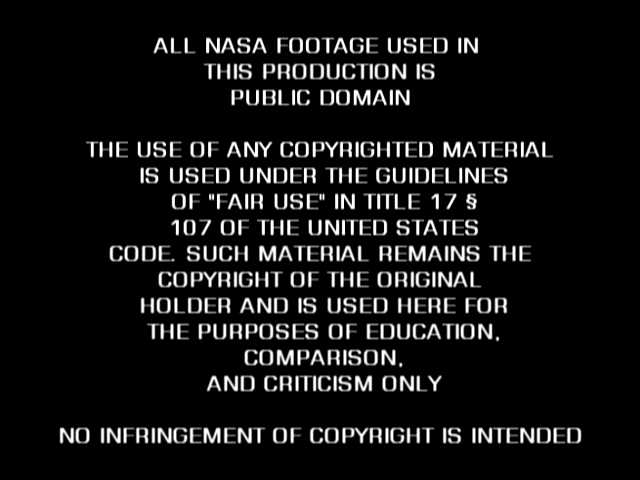 ALL NASA FOOTAGE USED IN
THIS PRODUCTION IS
PUBLIC DOMAIN
THE USE OF ANY COPYRIGHTED MATERIAL
IS USED UNDER THE GUIDELINES
OF "FAIR USE" IN TITLE 17 §
107 OF THE UNITED STATES
CODE. SUCH MATERIAL REMAINS THE
COPYRIGHT OF THE ORIGINAL
HOLDER AND IS USED HERE FOR
THE PURPOSES OF EDUCATION,
COMPARISON,
AND CRITICISM ONLY
NO INFRINGEMENT OF COPYRIGHT IS INTENDED